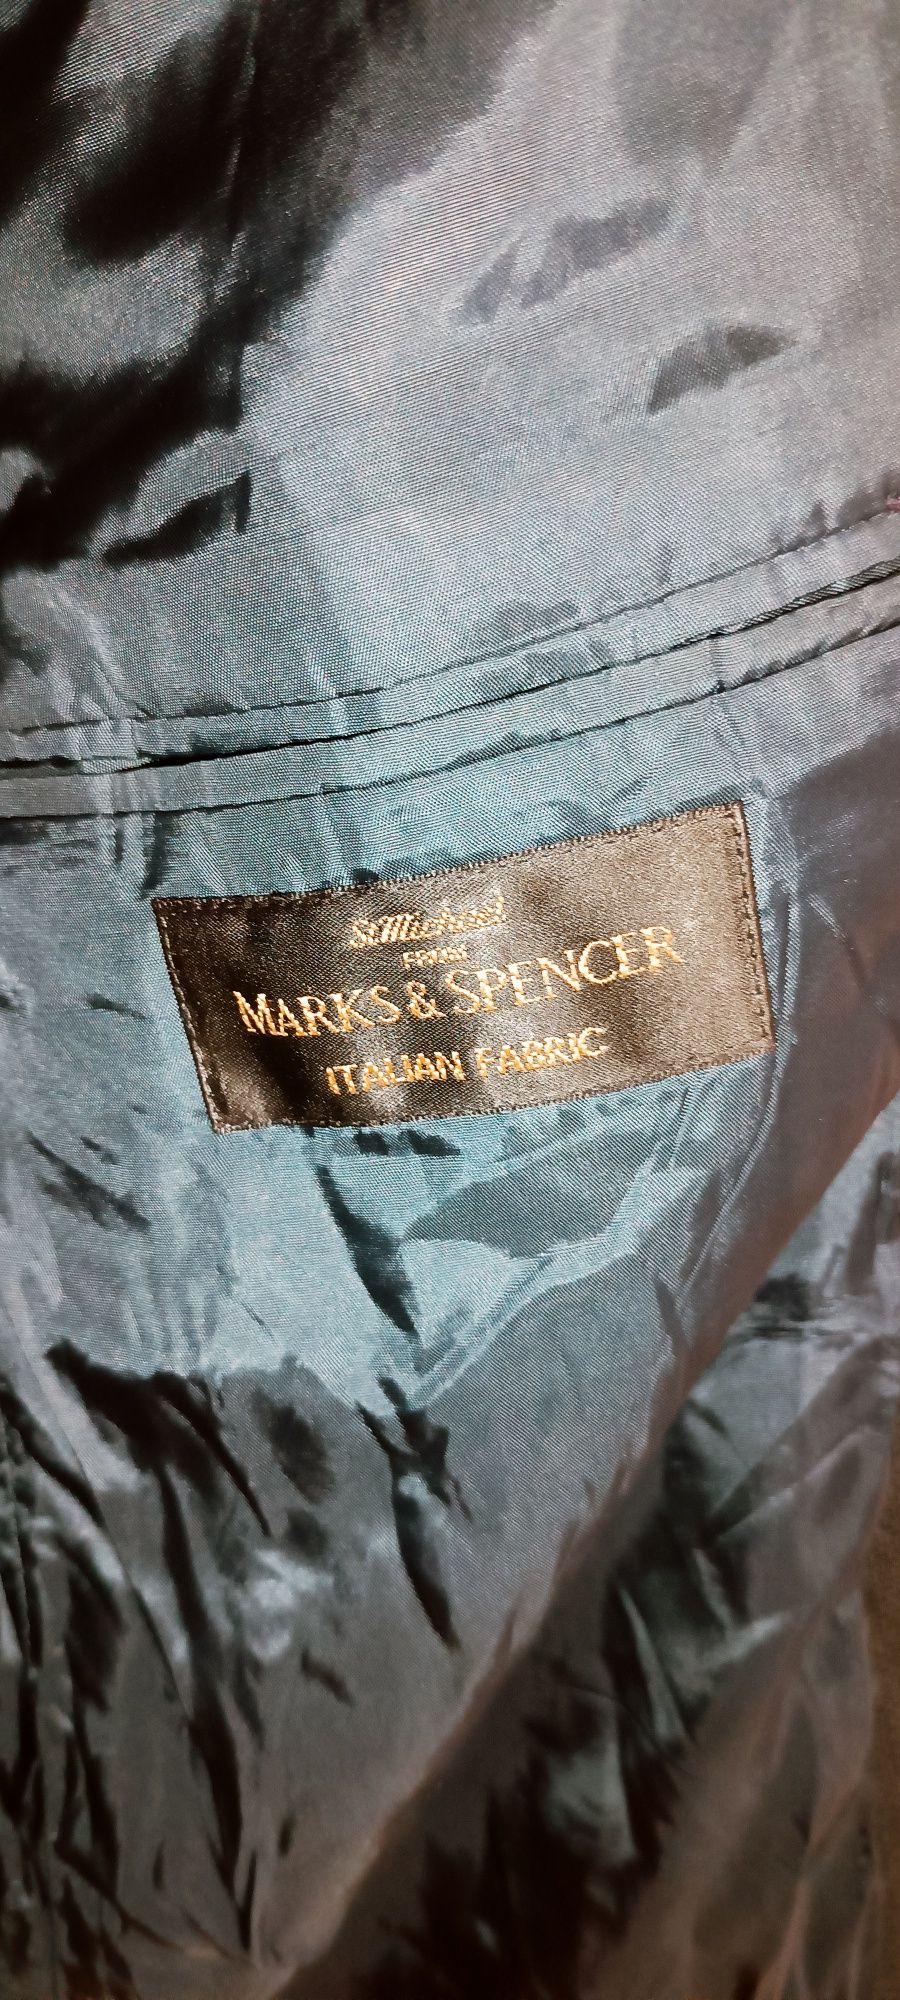 St Michael
FROM
MARKS & SPENCER
ITALIAN FABRIC